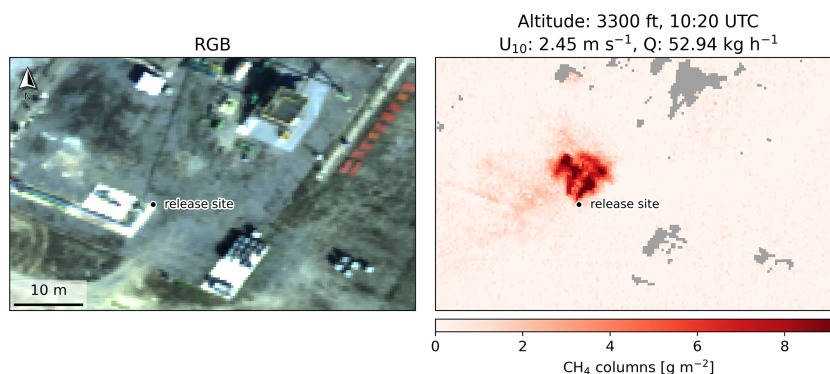 RGB
Altitude: 3300 ft, 10:20 UTC
U₁₀: 2.45 m s⁻¹, Q: 52.94 kg h⁻¹
N
release site
release site
10 m
0 2 4 6 8
CH₄ columns [g m⁻²]